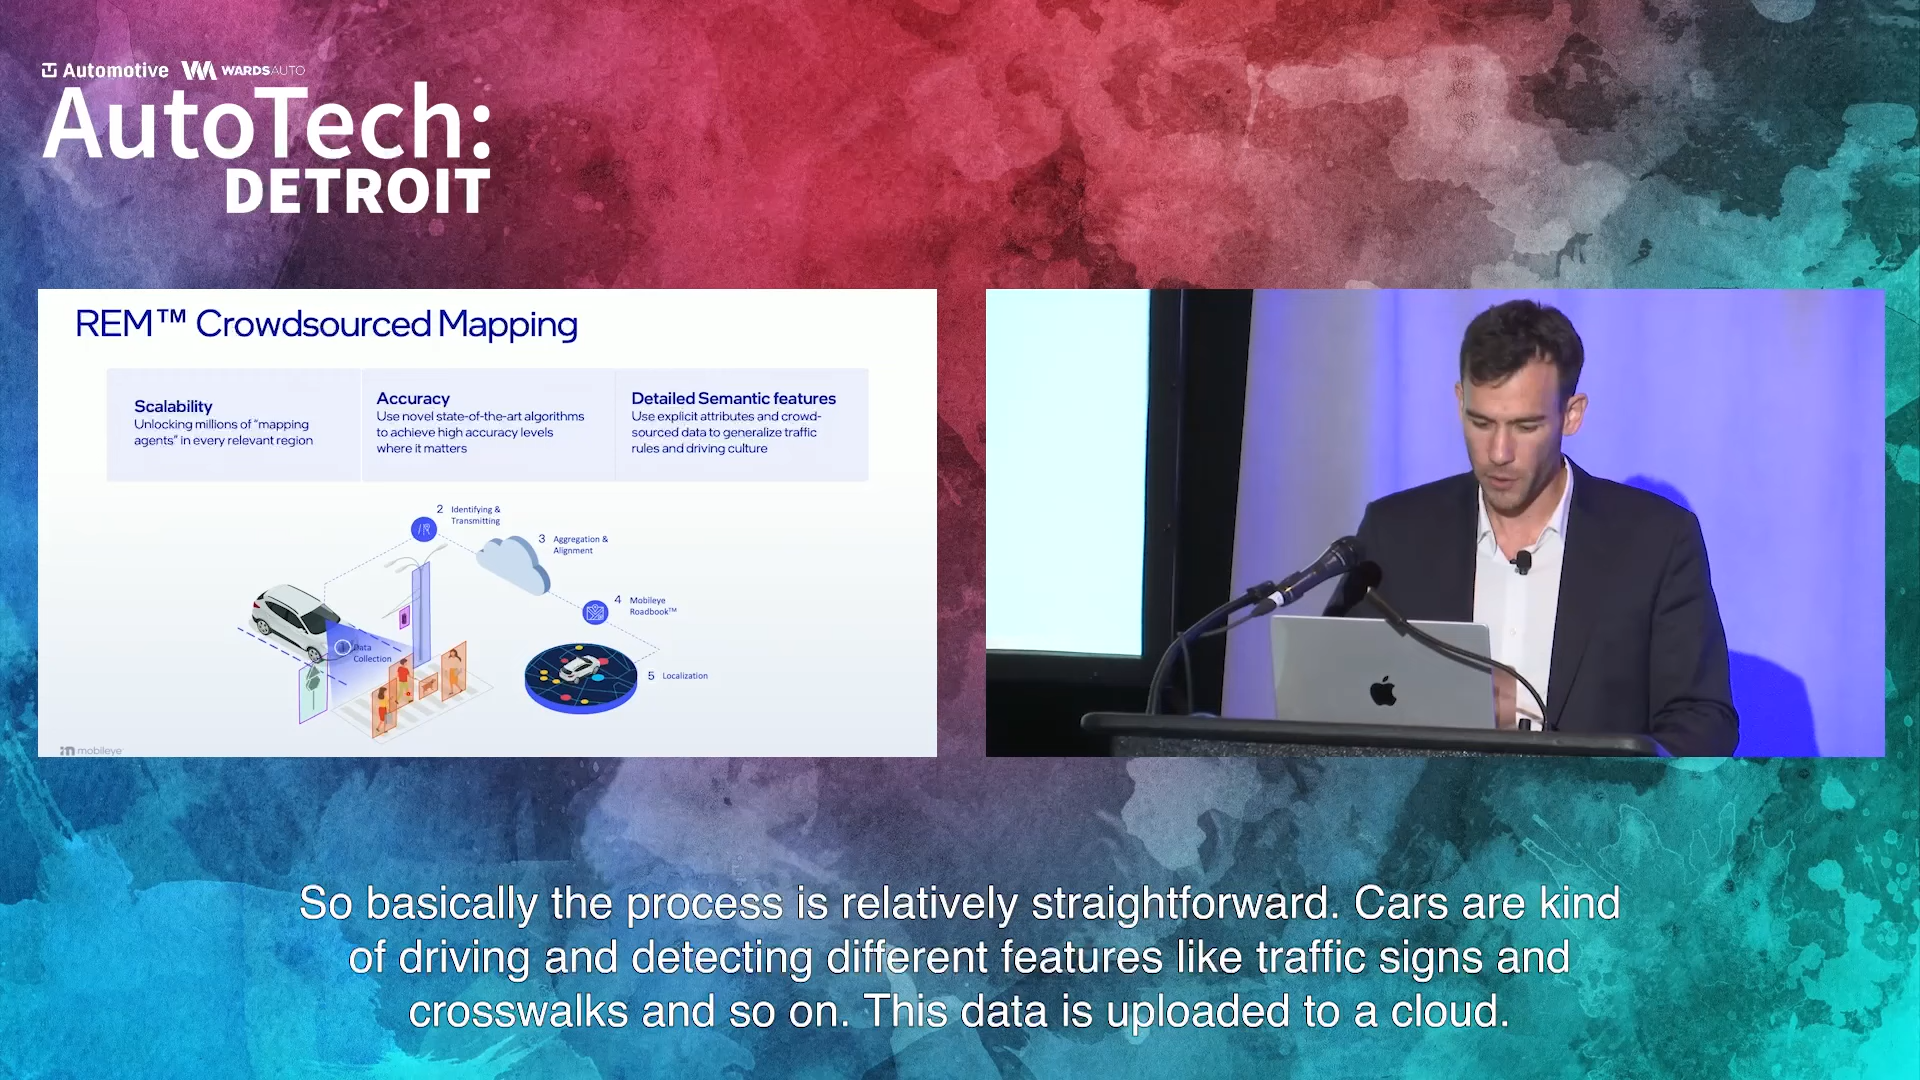 TU Automotive WARDSAUTO
AutoTech:
DETROIT
REM™ Crowdsourced Mapping
Scalability
Unlocking millions of "mapping
agents" in every relevant region
Accuracy
Use novel state-of-the-art algorithms
to achieve high accuracy levels
where it matters
Detailed Semantic features
Use explicit attributes and crowd-
sourced data to generalize traffic
rules and driving culture
2 Identifying &
Transmitting
3 Aggregation &
Alignment
4 Mobileye
Roadbook™
1 Data
Collection
5 Localization
mobileye
So basically the process is relatively straightforward. Cars are kind
of driving and detecting different features like traffic signs and
crosswalks and so on. This data is uploaded to a cloud.